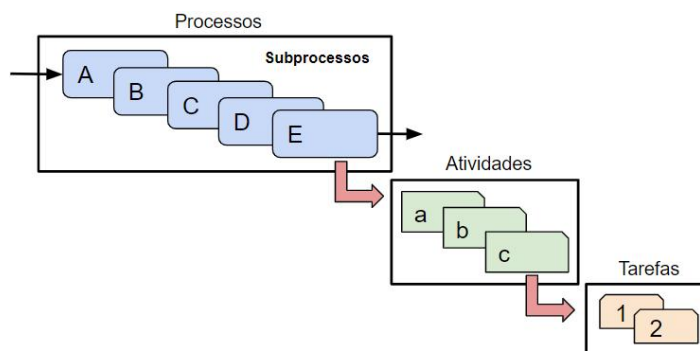 Processos
Subprocessos
A
B
C
D
E
Atividades
a
b
c
Tarefas
1
2